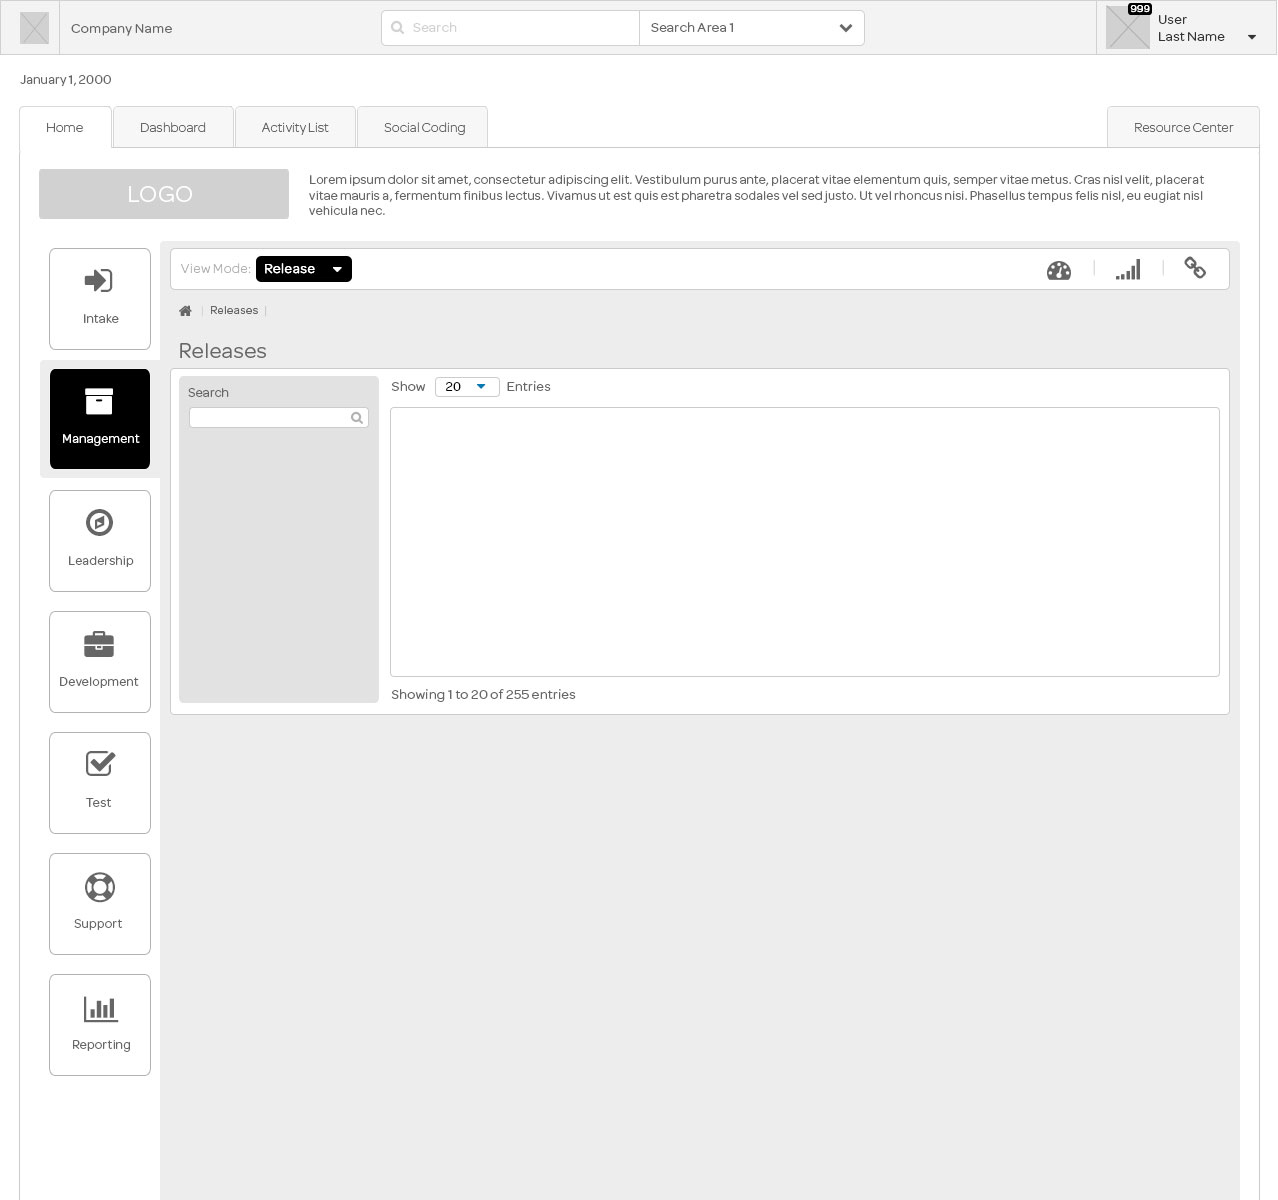 Company Name
Search
Search Area 1
999
User
Last Name
January 1, 2000
Home
Dashboard
Activity List
Social Coding
Resource Center
LOGO
Lorem ipsum dolor sit amet, consectetur adipiscing elit. Vestibulum purus ante, placerat vitae elementum quis, semper vitae metus. Cras nisl velit, placerat
vitae mauris a, fermentum finibus lectus. Vivamus ut est quis est pharetra sodales vel sed justo. Ut vel rhoncus nisi. Phasellus tempus felis nisl, eu eugiat nisl
vehicula nec.
View Mode: Release
Intake
Releases
Releases
Management
Search
Show 20 Entries
Leadership
Development
Showing 1 to 20 of 255 entries
Test
Support
Reporting